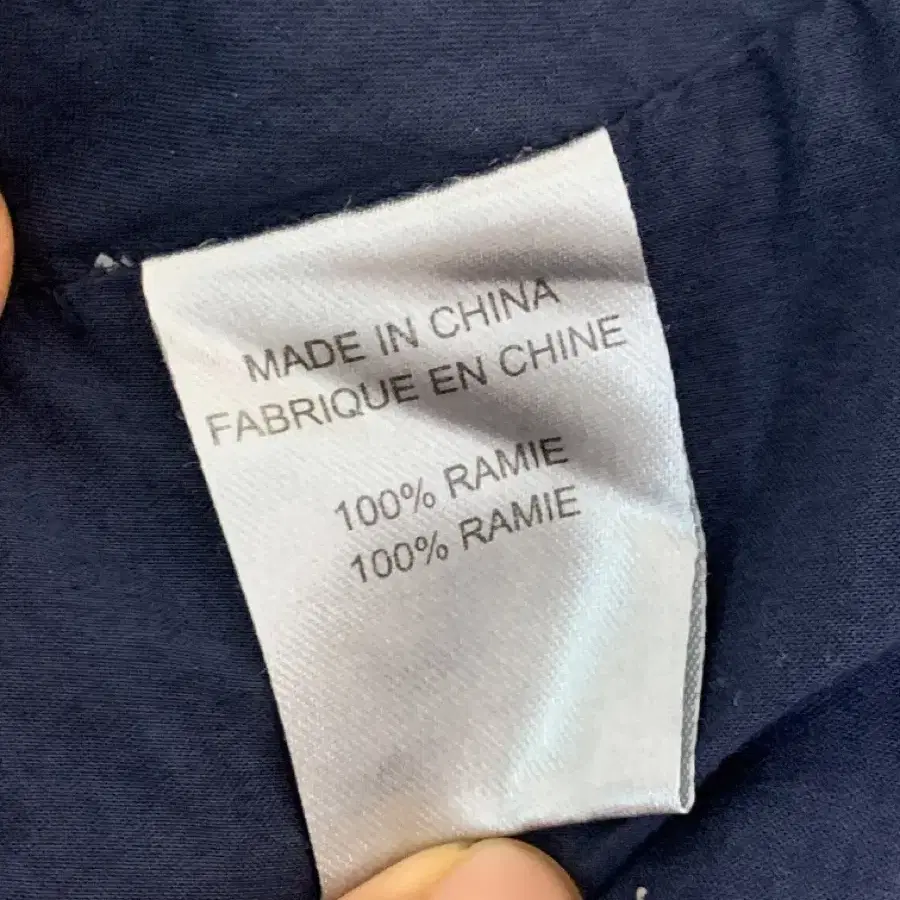 MADE IN CHINA
FABRIQUE EN CHINE
100% RAMIE
100% RAMIE